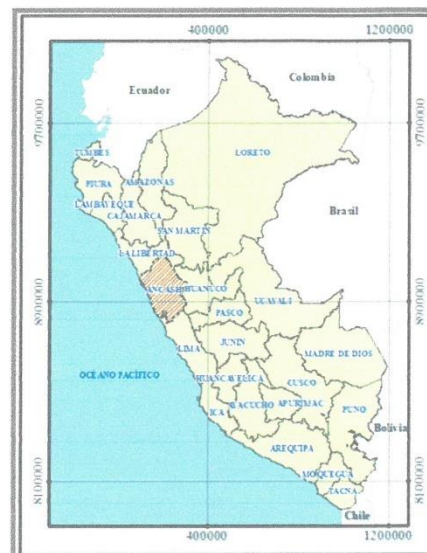 400000 1200000
Ecuador Colombia
9700000 9700000
TUMBES LORETO
PIURA AMAZONAS
LAMBAYEQUE
CAJAMARCA Brasil
SAN MARTIN
LA LIBERTAD
ANCASH HUANUCO
8900000 UCAYALI 8900000
PASCO
LIMA JUNIN
MADRE DE DIOS
OCÉANO PACÍFICO HUANCAVELICA CUSCO
ICA AYACUCHO APURIMAC PUNO
Bolivia
AREQUIPA
MOQUEGUA
8100000 TACNA 8100000
Chile
400000 1200000